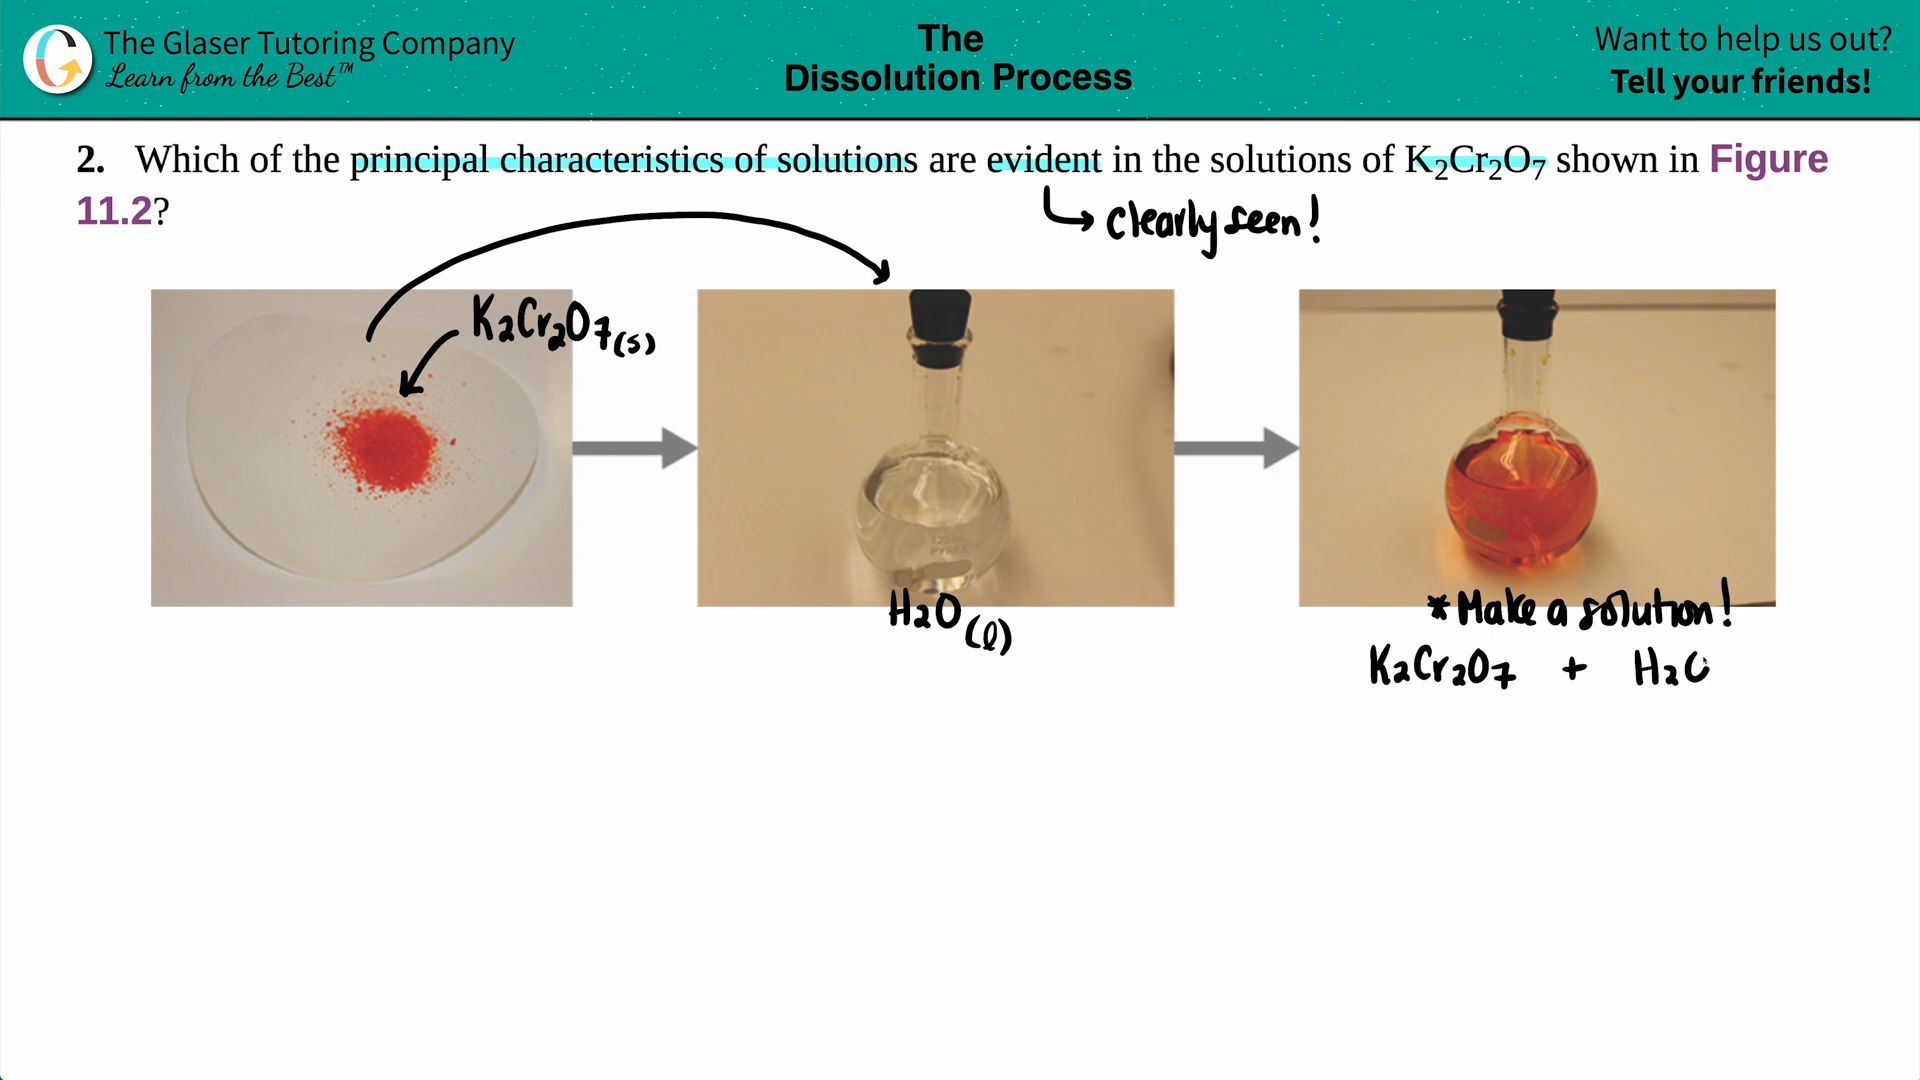 The Glaser Tutoring Company
Learn from the Best™
The
Dissolution Process
Want to help us out?
Tell your friends!
2. Which of the principal characteristics of solutions are evident in the solutions of K₂Cr₂O₇ shown in Figure
11.2?
clearly seen!
K₂Cr₂O₇(s)
125
PYREX
H₂O(l)
*Make a solution!
K₂Cr₂O₇ + H₂O